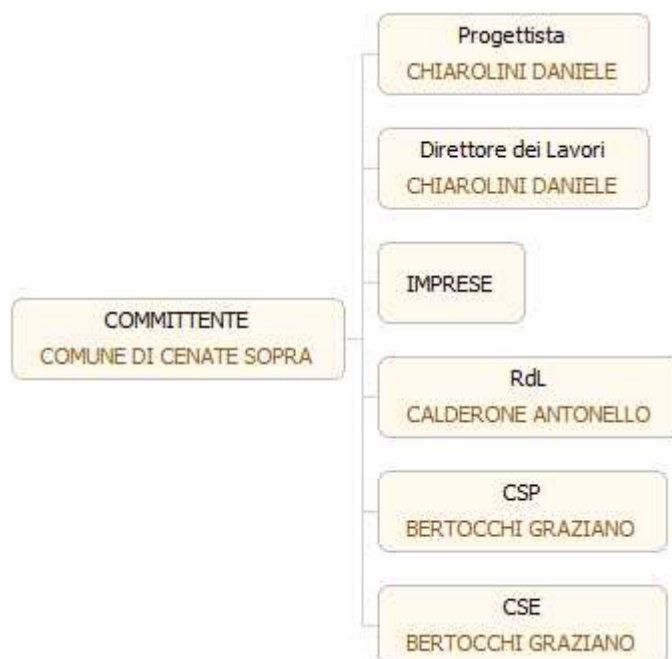 Progettista
CHIAROLINI DANIELE
Direttore dei Lavori
CHIAROLINI DANIELE
IMPRESE
COMMITTENTE
COMUNE DI CENATE SOPRA
RdL
CALDERONE ANTONELLO
CSP
BERTOCCHI GRAZIANO
CSE
BERTOCCHI GRAZIANO